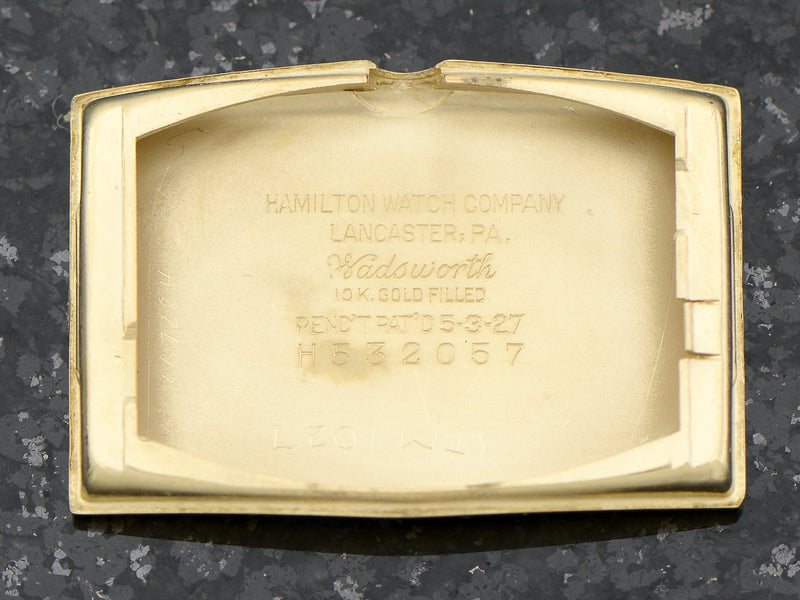 HAMILTON WATCH COMPANY
LANCASTER, PA.
Wadsworth
10 K. GOLD FILLED
PEND'T PAT'D 5-3-27
H532057